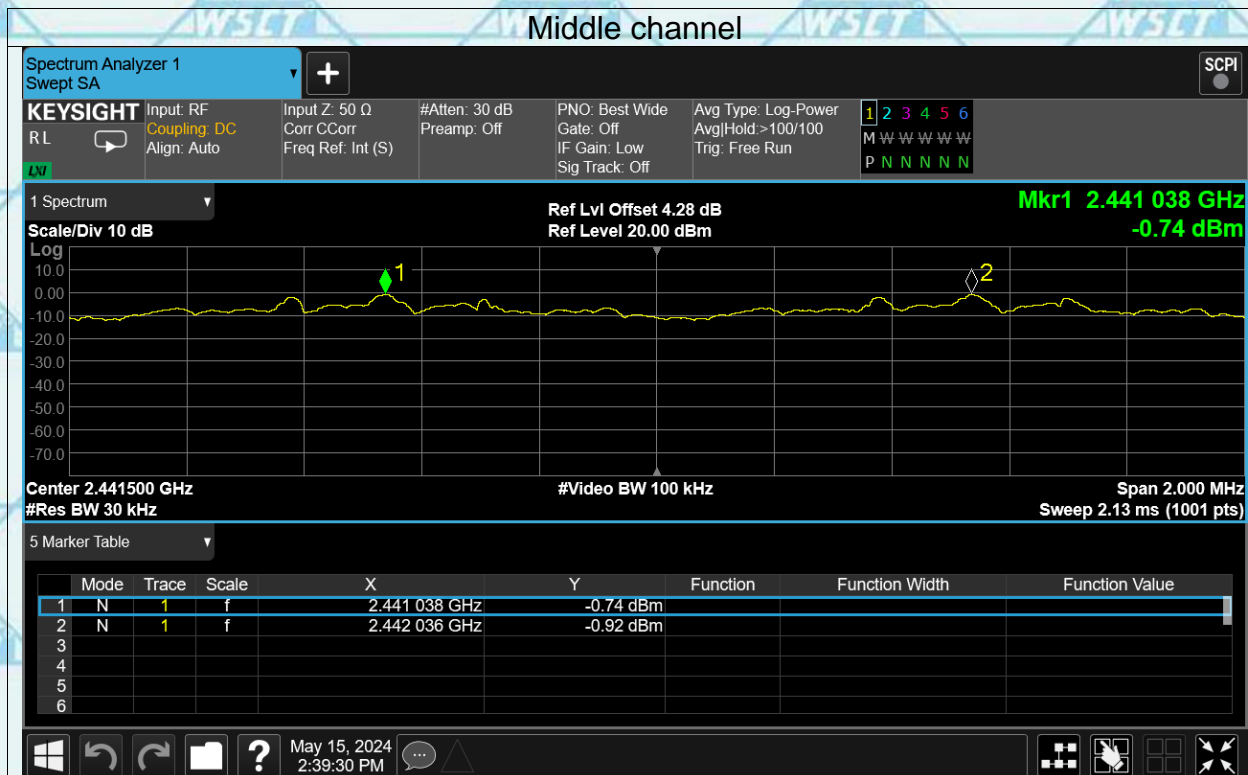 WSCT WSCT WSCT WSCT
Middle channel
Spectrum Analyzer 1
Swept SA
+
SCPI
KEYSIGHT
RL
LXI
Input: RF
Coupling: DC
Align: Auto
Input Z: 50 Ω
Corr CCorr
Freq Ref: Int (S)
#Atten: 30 dB
Preamp: Off
PNO: Best Wide
Gate: Off
IF Gain: Low
Sig Track: Off
Avg Type: Log-Power
Avg|Hold:>100/100
Trig: Free Run
1 2 3 4 5 6
M W W W W W
P N N N N N
1 Spectrum
Scale/Div 10 dB
Ref Lvl Offset 4.28 dB
Ref Level 20.00 dBm
Mkr1 2.441 038 GHz
-0.74 dBm
Log
10.0
0.00
-10.0
-20.0
-30.0
-40.0
-50.0
-60.0
-70.0
1
2
Center 2.441500 GHz
#Res BW 30 kHz
#Video BW 100 kHz
Span 2.000 MHz
Sweep 2.13 ms (1001 pts)
5 Marker Table
Mode Trace Scale X Y Function Function Width Function Value
1 N 1 f 2.441 038 GHz -0.74 dBm
2 N 1 f 2.442 036 GHz -0.92 dBm
3
4
5
6
?
May 15, 2024
2:39:30 PM